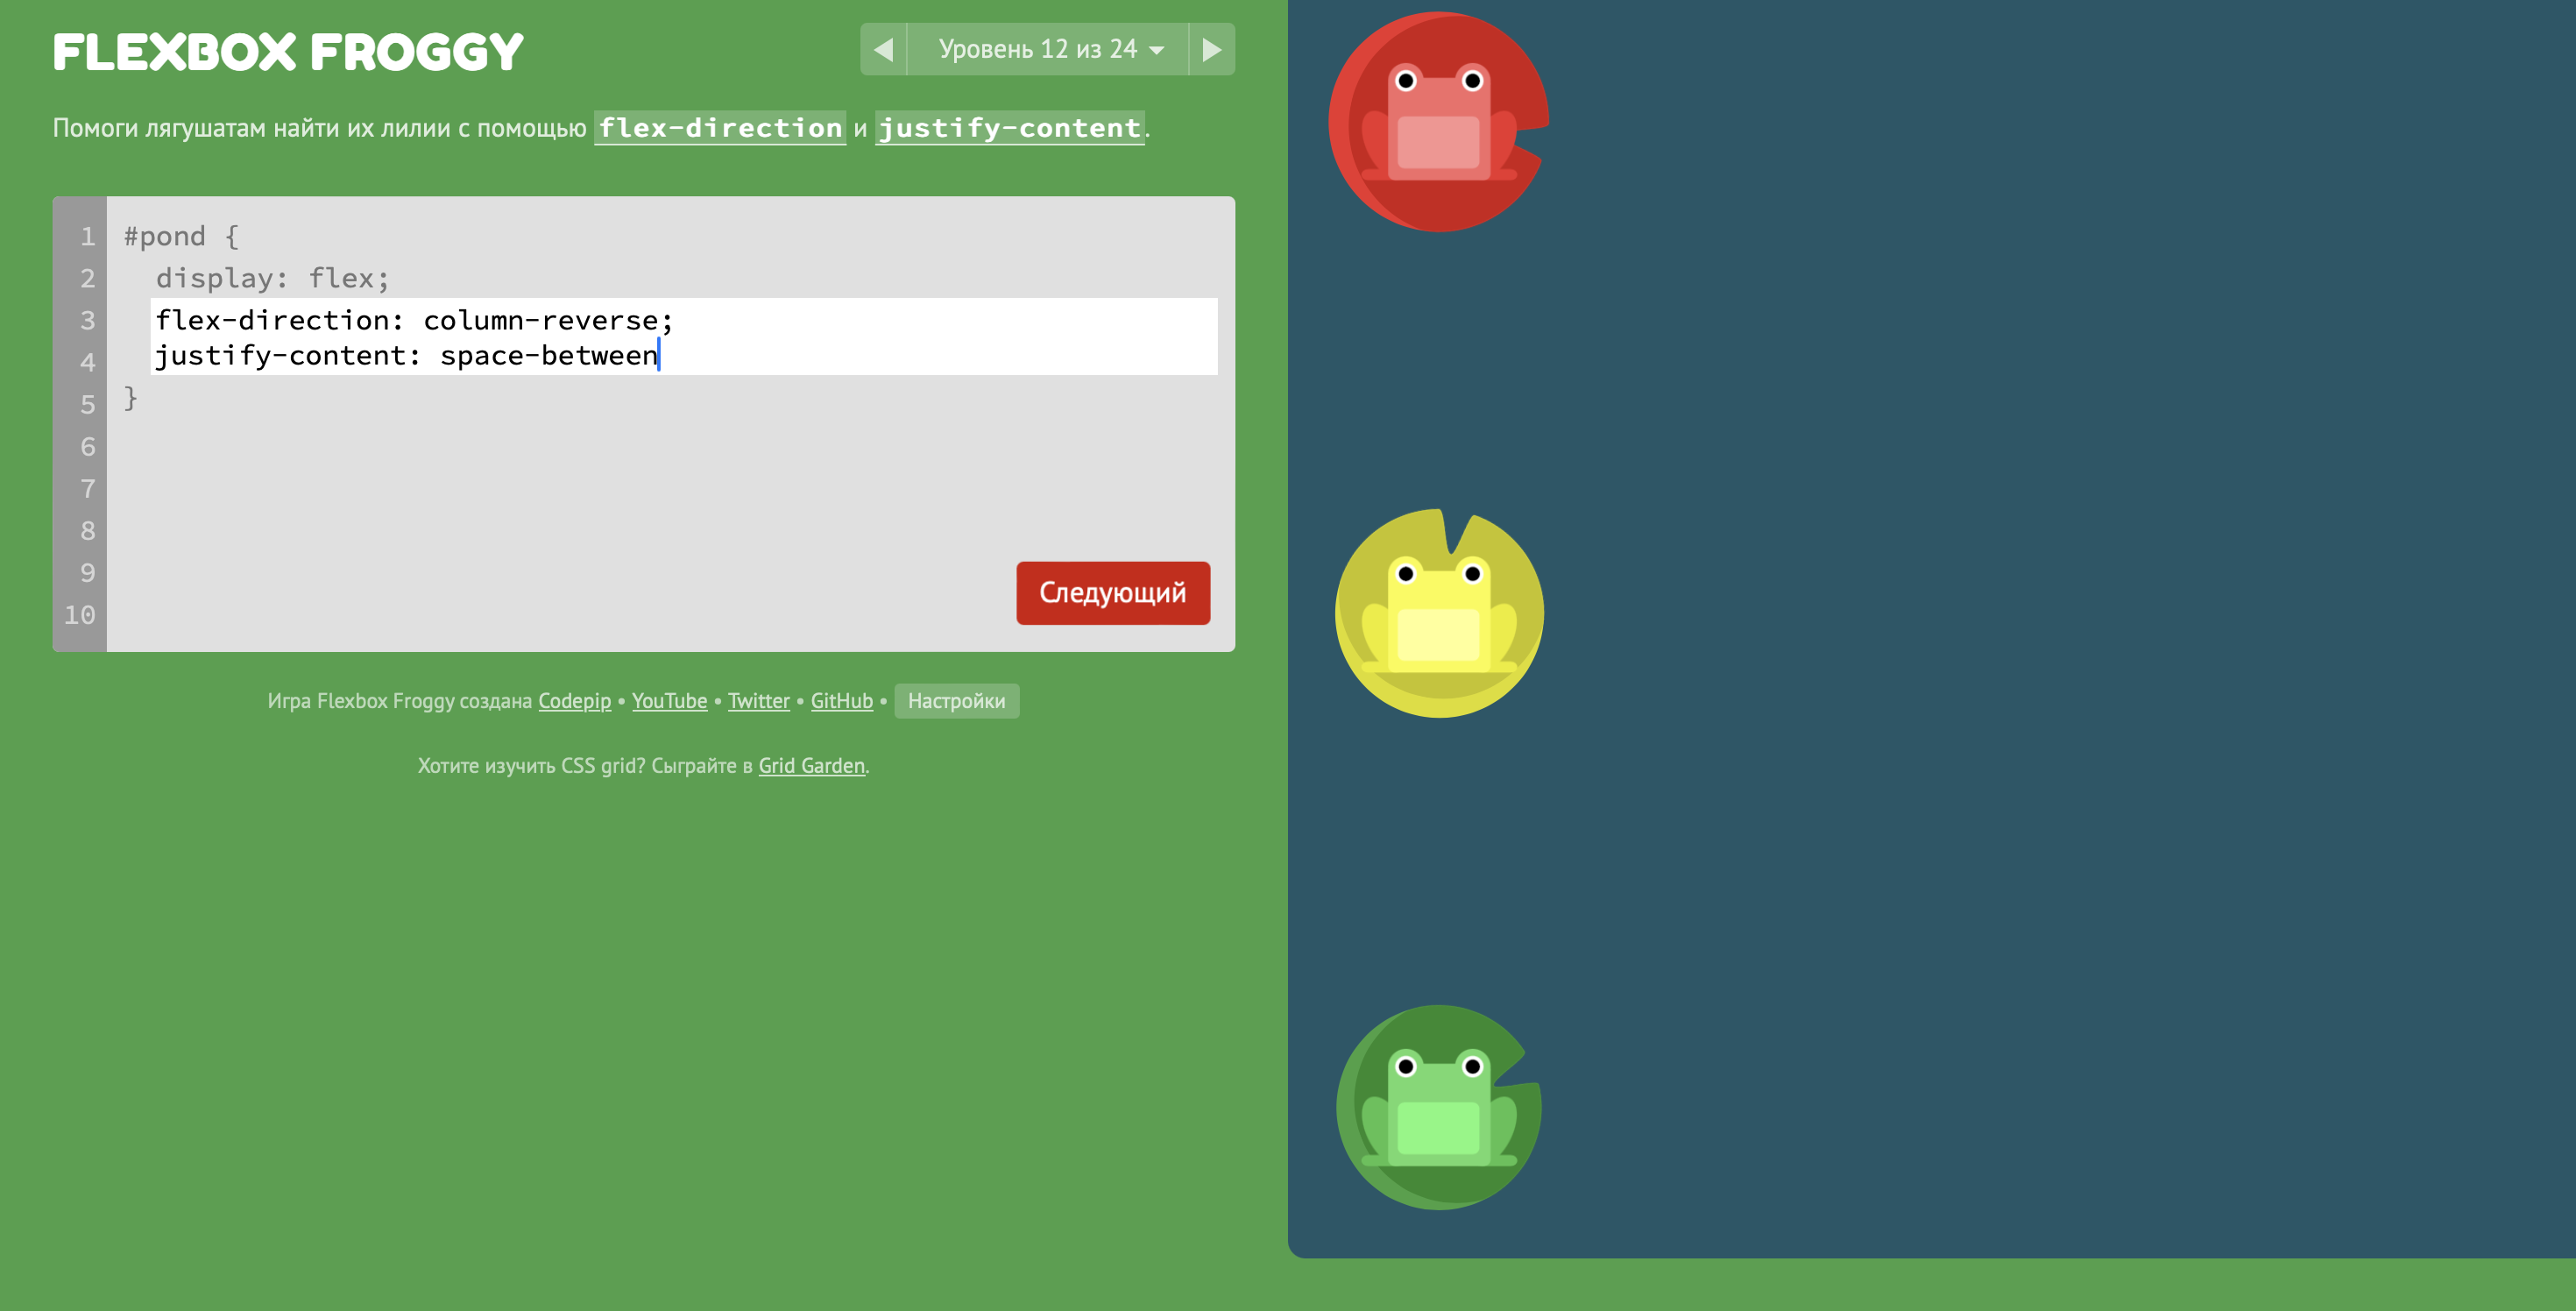 FLEXBOX FROGGY
Уровень 12 из 24
Помоги лягушатам найти их лилии с помощью flex-direction и justify-content.
1 #pond {
2 display: flex;
3 flex-direction: column-reverse;
4 justify-content: space-between
5 }
6
7
8
9
10
Следующий
Игра Flexbox Froggy создана Codepip • YouTube • Twitter • GitHub • Настройки
Хотите изучить CSS grid? Сыграйте в Grid Garden.